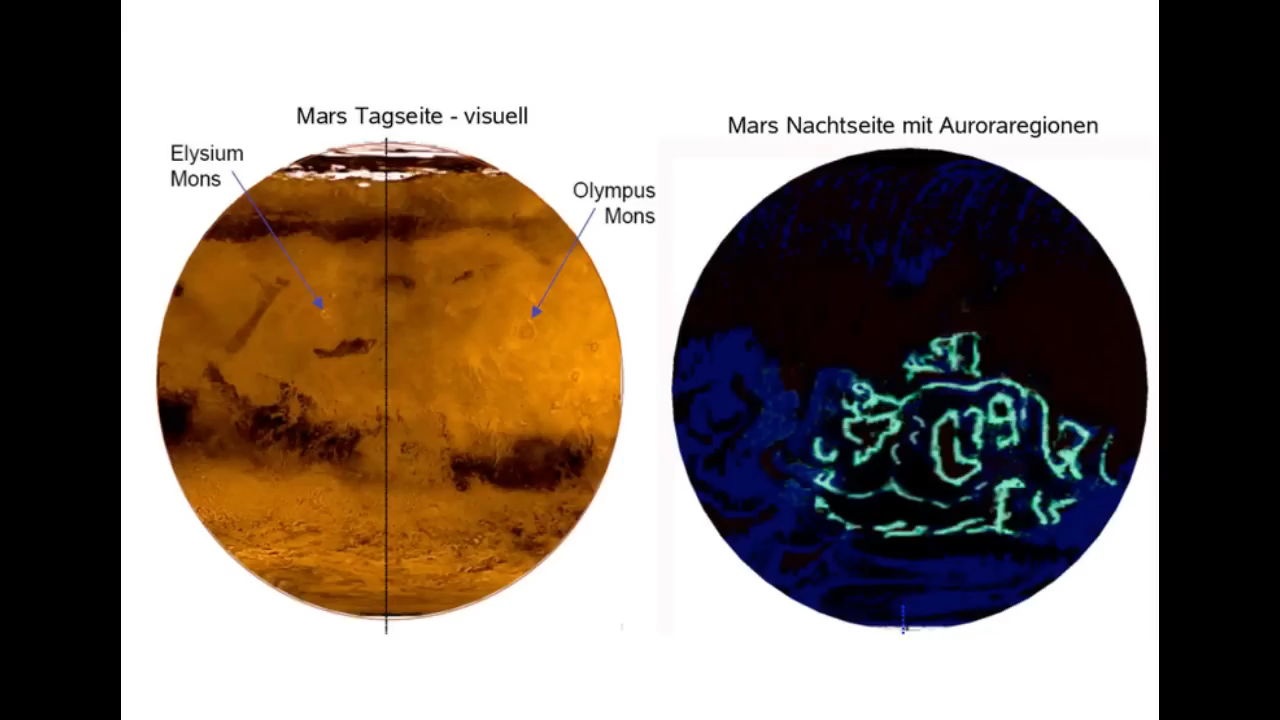 Mars Tagseite - visuell
Elysium
Mons
Olympus
Mons
Mars Nachtseite mit Auroraregionen